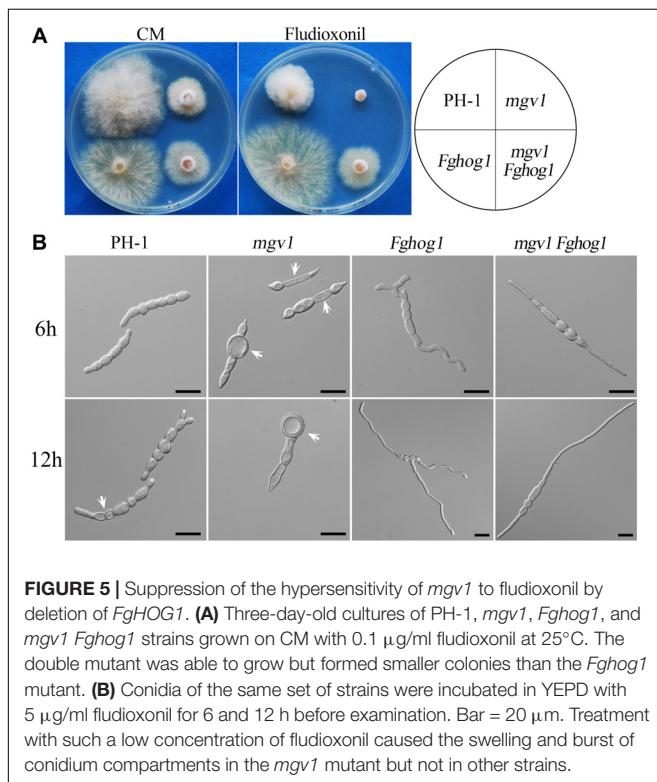 A
CM
Fludioxonil
PH-1
mgv1
Fghog1
mgv1
Fghog1
B
PH-1
mgv1
Fghog1
mgv1 Fghog1
6h
12h
FIGURE 5 | Suppression of the hypersensitivity of mgv1 to fludioxonil by
deletion of FgHOG1. (A) Three-day-old cultures of PH-1, mgv1, Fghog1, and
mgv1 Fghog1 strains grown on CM with 0.1 μg/ml fludioxonil at 25°C. The
double mutant was able to grow but formed smaller colonies than the Fghog1
mutant. (B) Conidia of the same set of strains were incubated in YEPD with
5 μg/ml fludioxonil for 6 and 12 h before examination. Bar = 20 μm. Treatment
with such a low concentration of fludioxonil caused the swelling and burst of
conidium compartments in the mgv1 mutant but not in other strains.